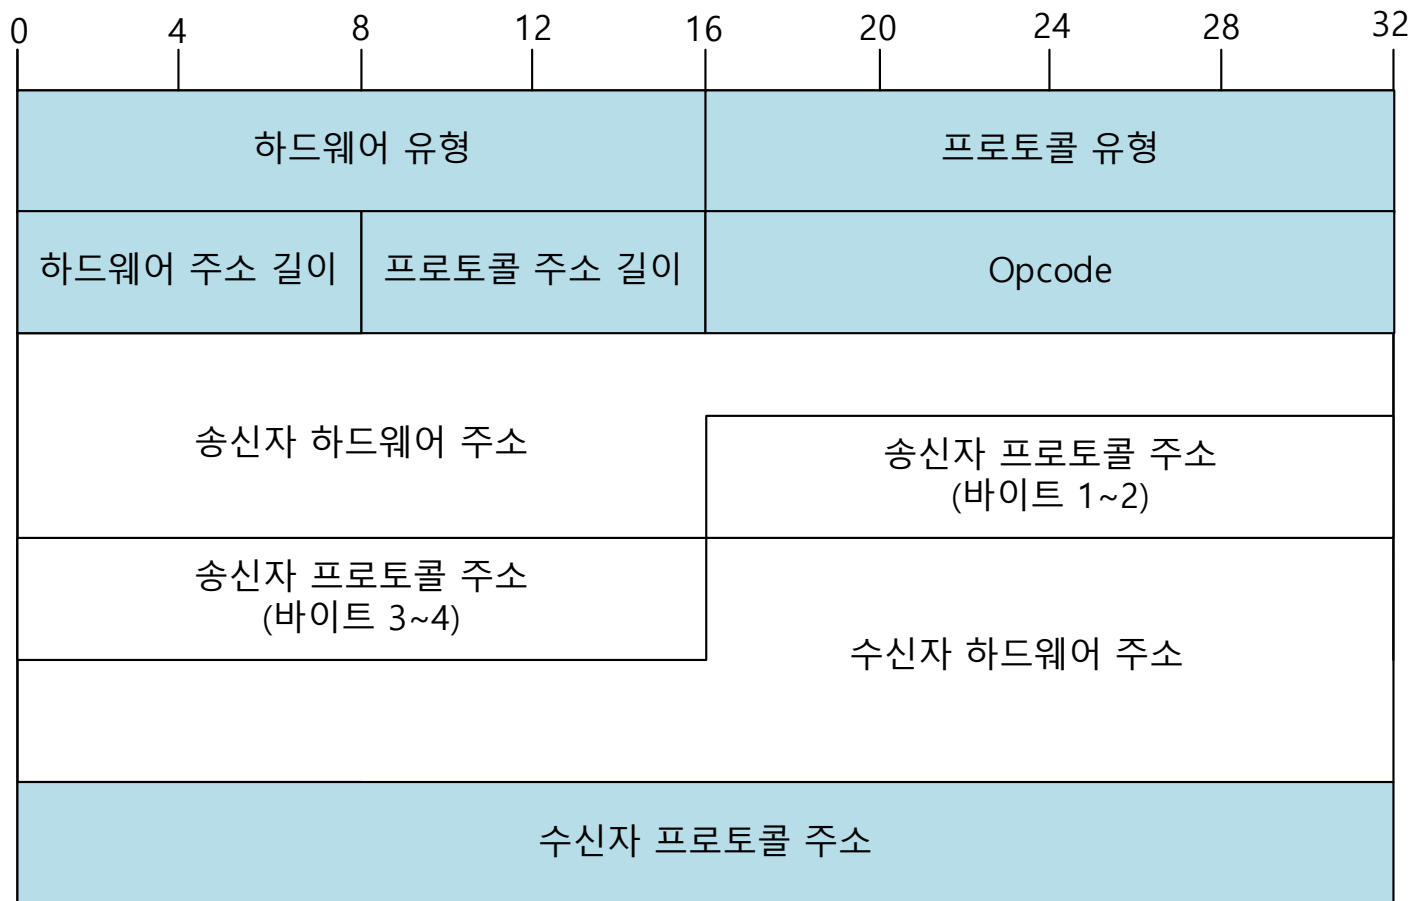 0 4 8 12 16 20 24 28 32
하드웨어 유형 프로토콜 유형
하드웨어 주소 길이 프로토콜 주소 길이 Opcode
송신자 하드웨어 주소
송신자 프로토콜 주소
(바이트 1~2)
송신자 프로토콜 주소
(바이트 3~4)
수신자 하드웨어 주소
수신자 프로토콜 주소